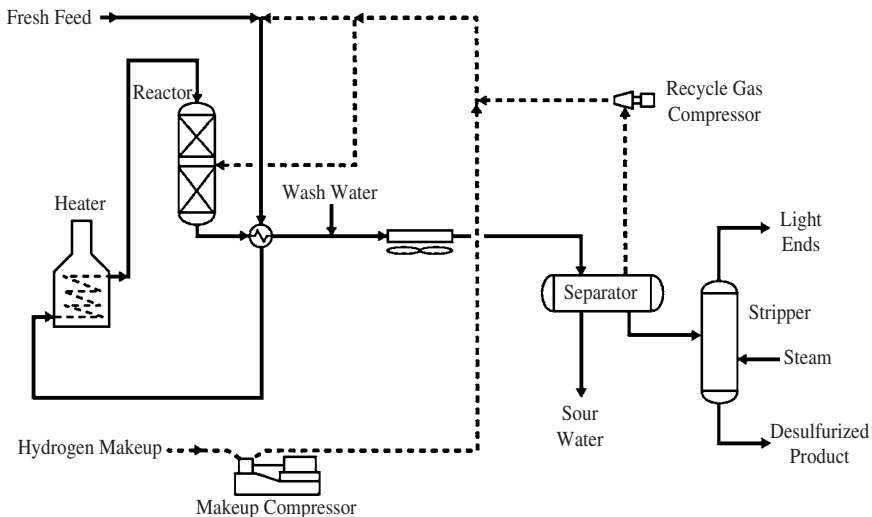 Fresh Feed
Reactor
Recycle Gas
Compressor
Wash Water
Heater
Light
Ends
Separator
Stripper
Steam
Sour
Water
Hydrogen Makeup
Desulfurized
Product
Makeup Compressor